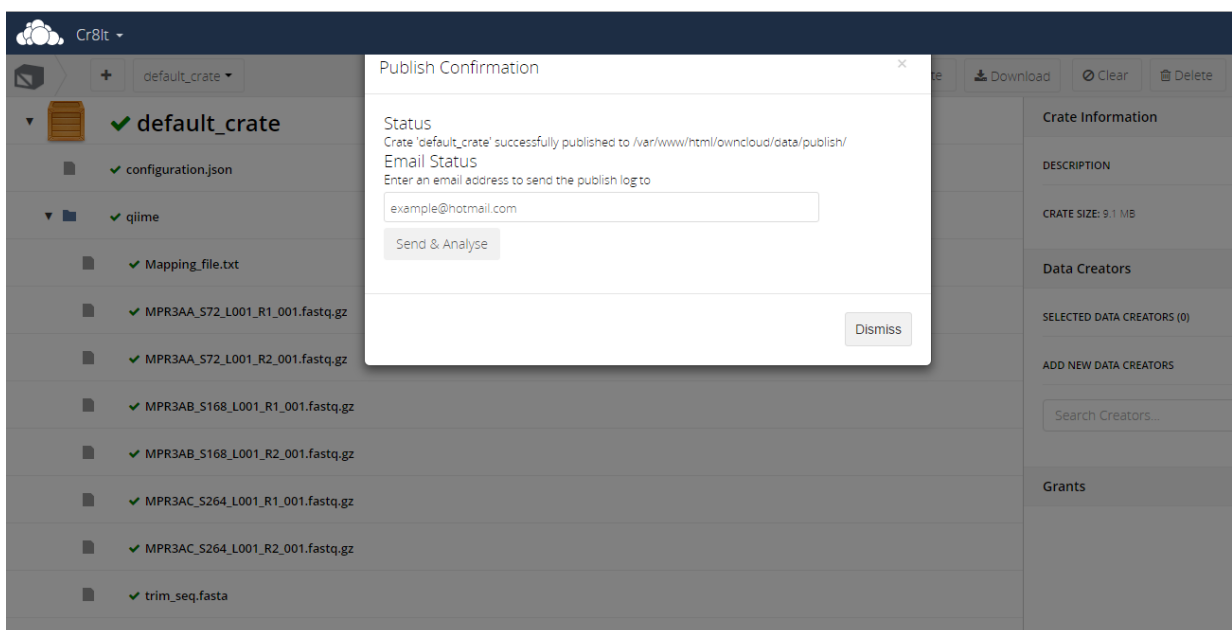 Cr8It
default_crate
Download
Clear
Delete
Publish Confirmation
×
Status
Crate 'default_crate' successfully published to /var/www/html/owncloud/data/publish/
Email Status
Enter an email address to send the publish log to
example@hotmail.com
Send & Analyse
Dismiss
default_crate
configuration.json
qiime
Mapping_file.txt
MPR3AA_S72_L001_R1_001.fastq.gz
MPR3AA_S72_L001_R2_001.fastq.gz
MPR3AB_S168_L001_R1_001.fastq.gz
MPR3AB_S168_L001_R2_001.fastq.gz
MPR3AC_S264_L001_R1_001.fastq.gz
MPR3AC_S264_L001_R2_001.fastq.gz
trim_seq.fasta
Crate Information
DESCRIPTION
CRATE SIZE: 9.1 MB
Data Creators
SELECTED DATA CREATORS (0)
ADD NEW DATA CREATORS
Search Creators...
Grants